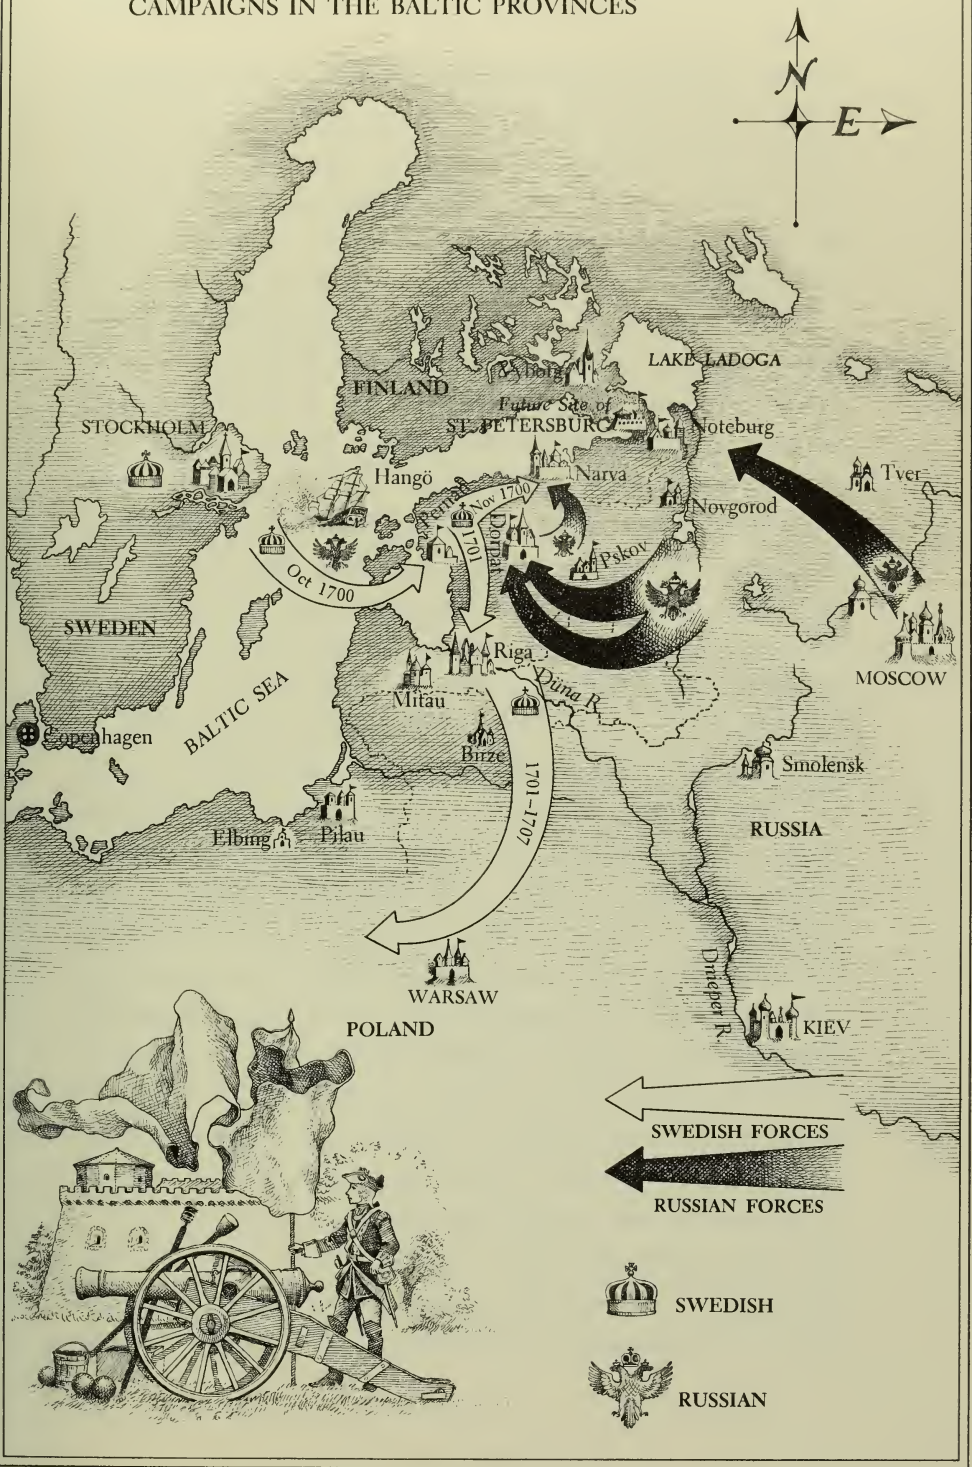 CAMPAIGNS IN THE BALTIC PROVINCES
N
E
LAKE LADOGA
Vyborg
FINLAND
Future Site of
ST. PETERSBURG
Noteburg
STOCKHOLM
Hangö
Narva
Tver
Pernau
Nov 1700
Novgorod
1701
Dorpat
Pskov
Oct 1700
SWEDEN
Riga
MOSCOW
Mitau
Düna R.
BALTIC SEA
Copenhagen
Birze
Smolensk
1701-1707
Elbing
Pilau
RUSSIA
WARSAW
Dnieper R.
POLAND
KIEV
SWEDISH FORCES
RUSSIAN FORCES
SWEDISH
RUSSIAN